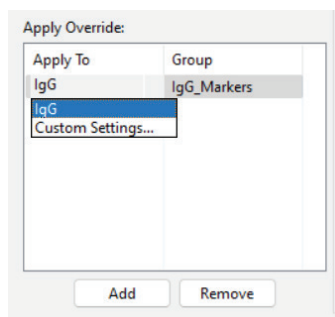 Apply Override:
Apply To Group
IgG IgG_Markers
IgG
Custom Settings...
Add Remove